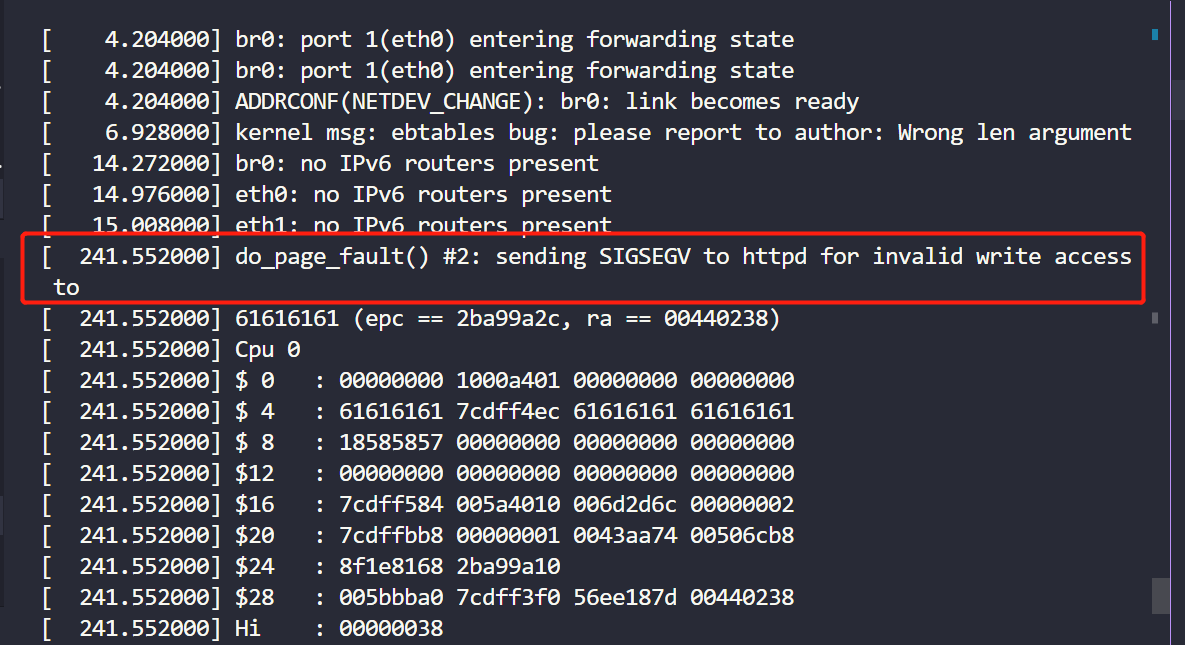 [    4.204000] br0: port 1(eth0) entering forwarding state
[    4.204000] br0: port 1(eth0) entering forwarding state
[    4.204000] ADDRCONF(NETDEV_CHANGE): br0: link becomes ready
[    6.928000] kernel msg: ebtables bug: please report to author: Wrong len argument
[   14.272000] br0: no IPv6 routers present
[   14.976000] eth0: no IPv6 routers present
[   15.008000] eth1: no IPv6 routers present
[  241.552000] do_page_fault() #2: sending SIGSEGV to httpd for invalid write access
 to
[  241.552000] 61616161 (epc == 2ba99a2c, ra == 00440238)
[  241.552000] Cpu 0
[  241.552000] $ 0   : 00000000 1000a401 00000000 00000000
[  241.552000] $ 4   : 61616161 7cdff4ec 61616161 61616161
[  241.552000] $ 8   : 18585857 00000000 00000000 00000000
[  241.552000] $12   : 00000000 00000000 00000000 00000000
[  241.552000] $16   : 7cdff584 005a4010 006d2d6c 00000002
[  241.552000] $20   : 7cdffbb8 00000001 0043aa74 00506cb8
[  241.552000] $24   : 8f1e8168 2ba99a10
[  241.552000] $28   : 005bbba0 7cdff3f0 56ee187d 00440238
[  241.552000] Hi    : 00000038